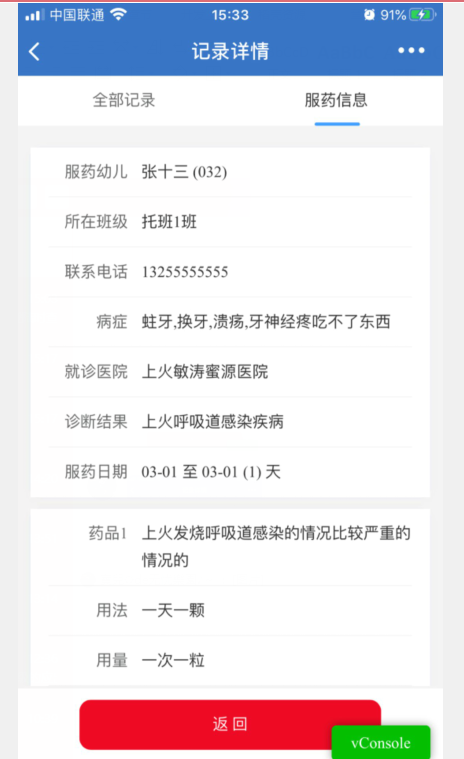 中国联通 15:33 91%
记录详情
全部记录 服药信息
服药幼儿 张十三 (032)
所在班级 托班1班
联系电话 13255555555
病症 蛀牙,换牙,溃疡,牙神经疼吃不了东西
就诊医院 上火敏涛蜜源医院
诊断结果 上火呼吸道感染疾病
服药日期 03-01 至 03-01 (1) 天
药品1 上火发烧呼吸道感染的情况比较严重的
情况的
用法 一天一颗
用量 一次一粒
返 回
vConsole